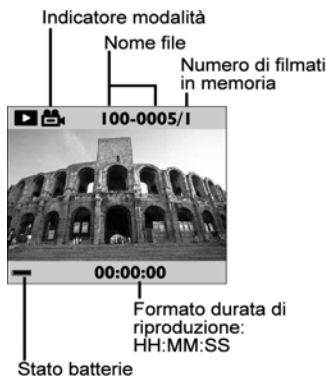 Indicatore modalità
Nome file
Numero di filmati
in memoria
100-0005/1
00:00:00
Formato durata di
riproduzione:
HH:MM:SS
Stato batterie